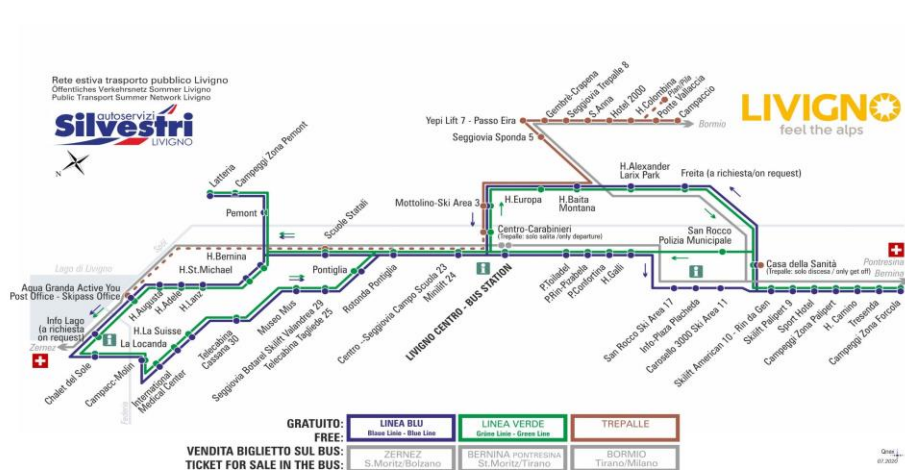 Rete estiva trasporto pubblico Livigno
Öffentliches Verkehrsnetz Sommer Livigno
Public Transport Summer Network Livigno
autoservizi
Silvestri
LIVIGNO
N
LIVIGNO
feel the alps
Yepi Lift 7 - Passo Eira
Seggiovia Sponda 5
Gembrè-Crapena
Seggiovia Trepalle 8
S.Anna
Hotel 2000
H.Colombina
Plan/Pila
Ponte Vallaccia
Campaccio
Bormio
Latteria
Campeggi Zona Pemont
Pemont
Scuole Statali
Mottolino-Ski Area 3
H.Europa
H.Baita
Montana
H.Alexander
Larix Park
Freita (a richiesta/on request)
Centro-Carabinieri
(Trepalle: solo salita /only departure)
San Rocco
Polizia Municipale
Casa della Sanità
(Trepalle: solo discesa / only get off)
Pontresina
Bernina
Lago di Livigno
Spöl
Aqua Granda Active You
Post Office - Skipass Office
Info Lago
(a richiesta
on request)
Zernez
H.Bernina
H.St.Michael
H.Lanz
H.Adele
H.Augusta
H.La Suisse
La Locanda
Chalet del Sole
Campacc-Molin
Federia
International
Medical Center
Telecabina
Cassana 30
Museo Mus
Pontiglia
Seggiovia Botarel Skilift Valandrea 29
Telecabina Tagliede 25
Rotonda Pontiglia
Centro -Seggiovia Campo Scuola 23
Minilift 24
LIVIGNO CENTRO - BUS STATION
P.Toiladel
P.Rin-Pizabela
P.Confortina
H.Galli
San Rocco Ski Area 17
Info-Plaza Placheda
Carosello 3000 Ski Area 11
Skilift American 10 - Rin da Gen
Skilift Palipert 9
Sport Hotel
Campeggi Zona Palipert
H. Camino
Tresenda
Campeggi Zona Forcola
GRATUITO:
FREE:
LINEA BLU
Blaue Linie - Blue Line
LINEA VERDE
Grüne Linie - Green Line
TREPALLE
VENDITA BIGLIETTO SUL BUS:
TICKET FOR SALE IN THE BUS:
ZERNEZ
S.Moritz/Bolzano
BERNINA PONTRESINA
St.Moritz/Tirano
BORMIO
Tirano/Milano
07.2020